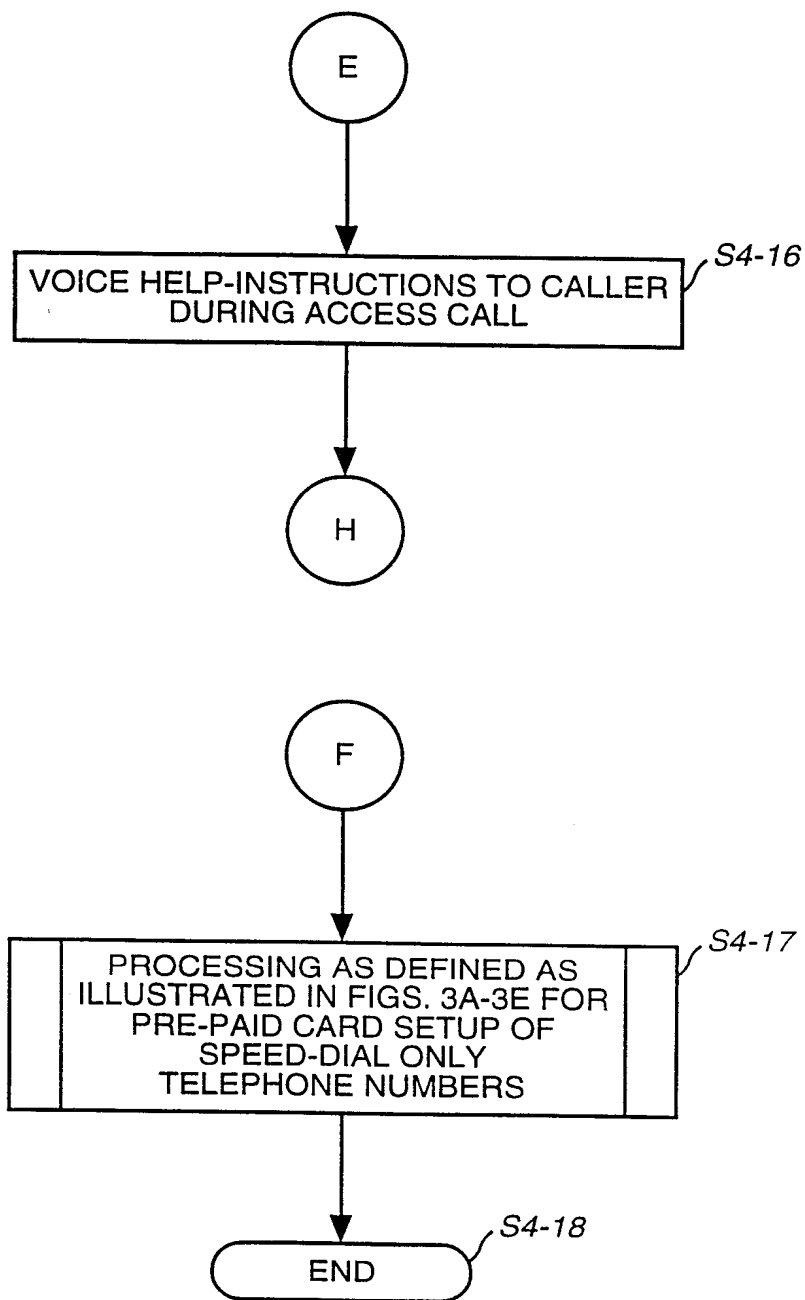 E
S4-16
VOICE HELP-INSTRUCTIONS TO CALLER
DURING ACCESS CALL
H
F
S4-17
PROCESSING AS DEFINED AS
ILLUSTRATED IN FIGS. 3A-3E FOR
PRE-PAID CARD SETUP OF
SPEED-DIAL ONLY
TELEPHONE NUMBERS
S4-18
END